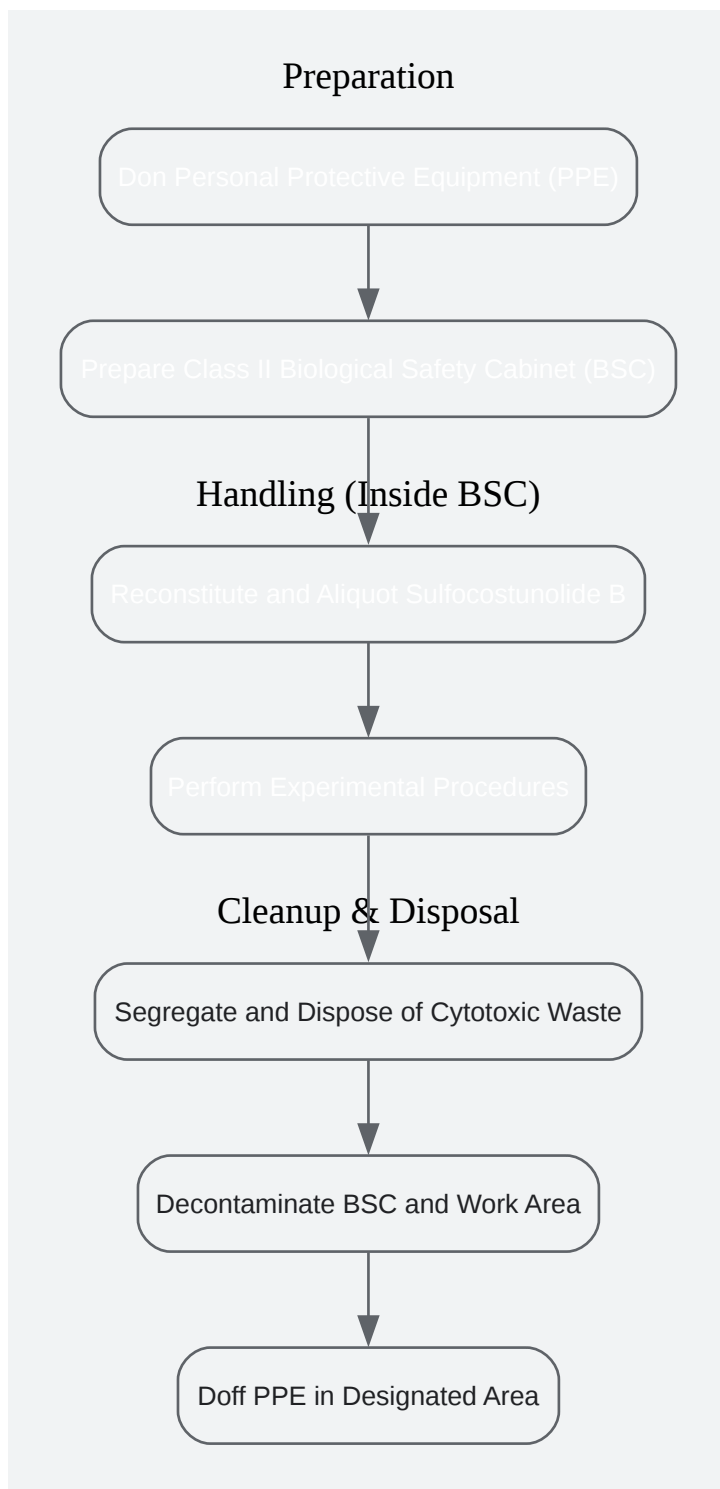 Preparation
Don Personal Protective Equipment (PPE)
Prepare Class II Biological Safety Cabinet (BSC)
Handling (Inside BSC)
Reconstitute and Aliquot Sulfocostunolide B
Perform Experimental Procedures
Cleanup & Disposal
Segregate and Dispose of Cytotoxic Waste
Decontaminate BSC and Work Area
Doff PPE in Designated Area